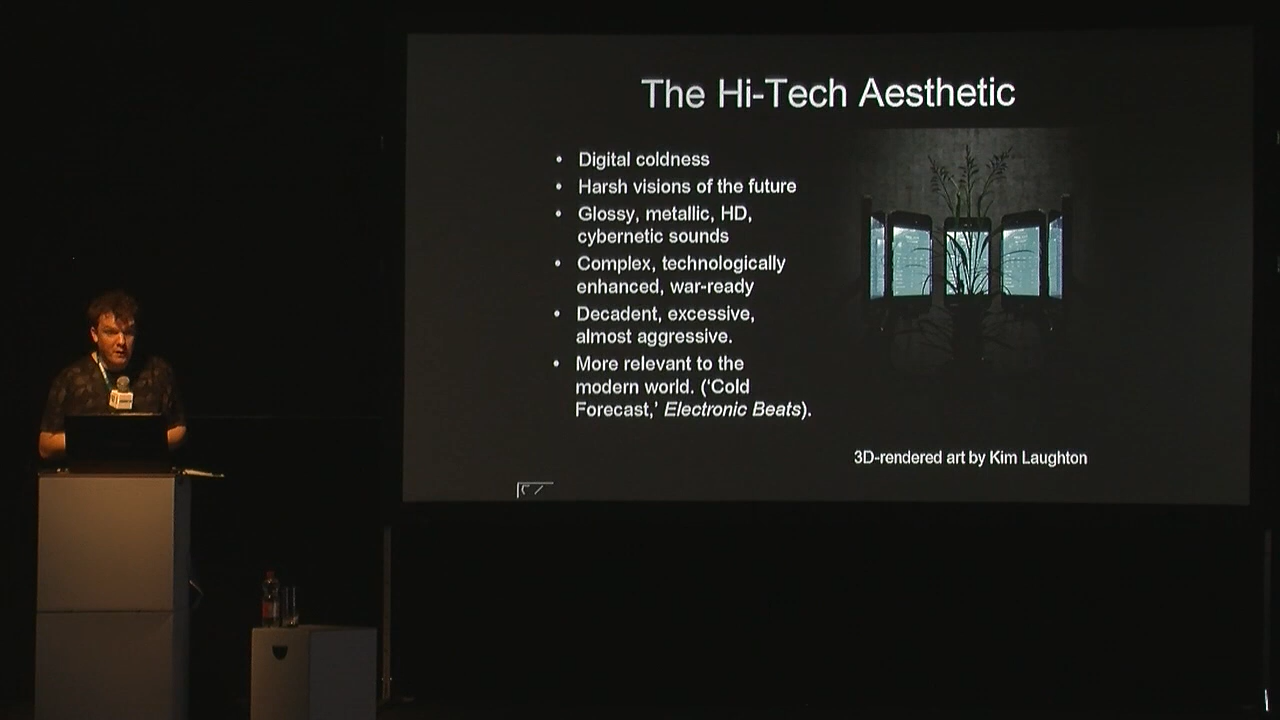 The Hi-Tech Aesthetic
• Digital coldness
• Harsh visions of the future
• Glossy, metallic, HD,
cybernetic sounds
• Complex, technologically
enhanced, war-ready
• Decadent, excessive,
almost aggressive.
• More relevant to the
modern world. ('Cold
Forecast,' Electronic Beats).
3D-rendered art by Kim Laughton